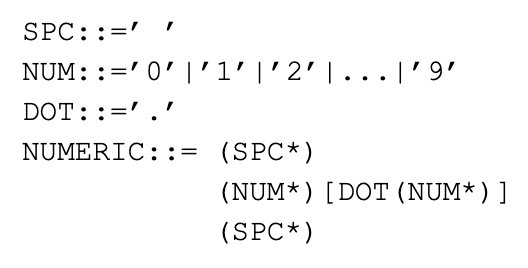 SPC::=’ ’
NUM::=’0’|’1’|’2’|...|’9’
DOT::=’.’
NUMERIC::= (SPC*)
(NUM*)[DOT(NUM*)]
(SPC*)